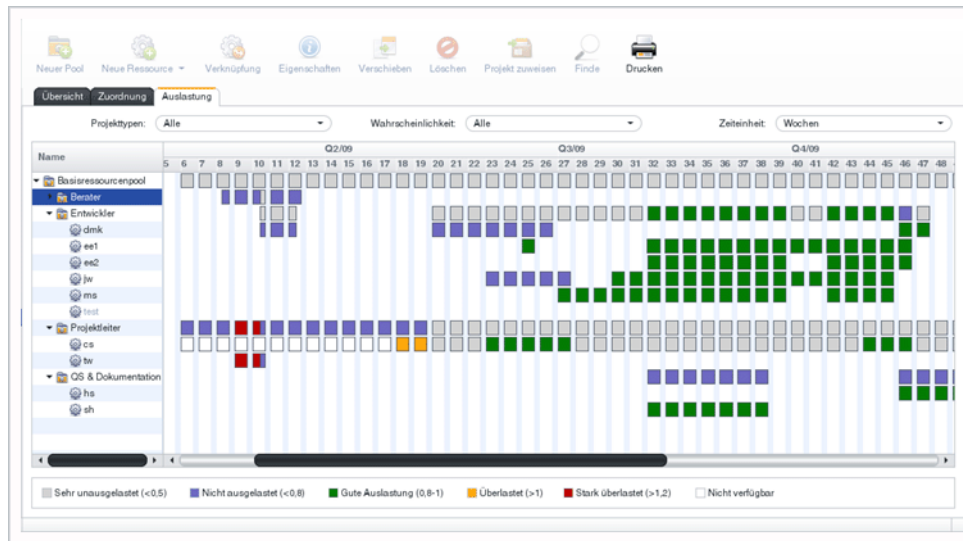 Neuer Pool Neue Ressource Verknüpfung Eigenschaften Verschieben Löschen Projekt zuweisen Finde Drucken
Übersicht Zuordnung Auslastung
Projekttypen: Alle Wahrscheinlichkeit: Alle Zeiteinheit: Wochen
Name Q2/09 Q3/09 Q4/09
5 6 7 8 9 10 11 12 13 14 15 16 17 18 19 20 21 22 23 24 25 26 27 28 29 30 31 32 33 34 35 36 37 38 39 40 41 42 43 44 45 46 47 48
Basisressourcenpool
Berater
Entwickler
dmk
ee1
ee2
jw
ms
test
Projektleiter
cs
tw
QS & Dokumentation
hs
sh
Sehr unausgelastet (<0,5) Nicht ausgelastet (<0,8) Gute Auslastung (0,8-1) Überlastet (>1) Stark überlastet (>1,2) Nicht verfügbar